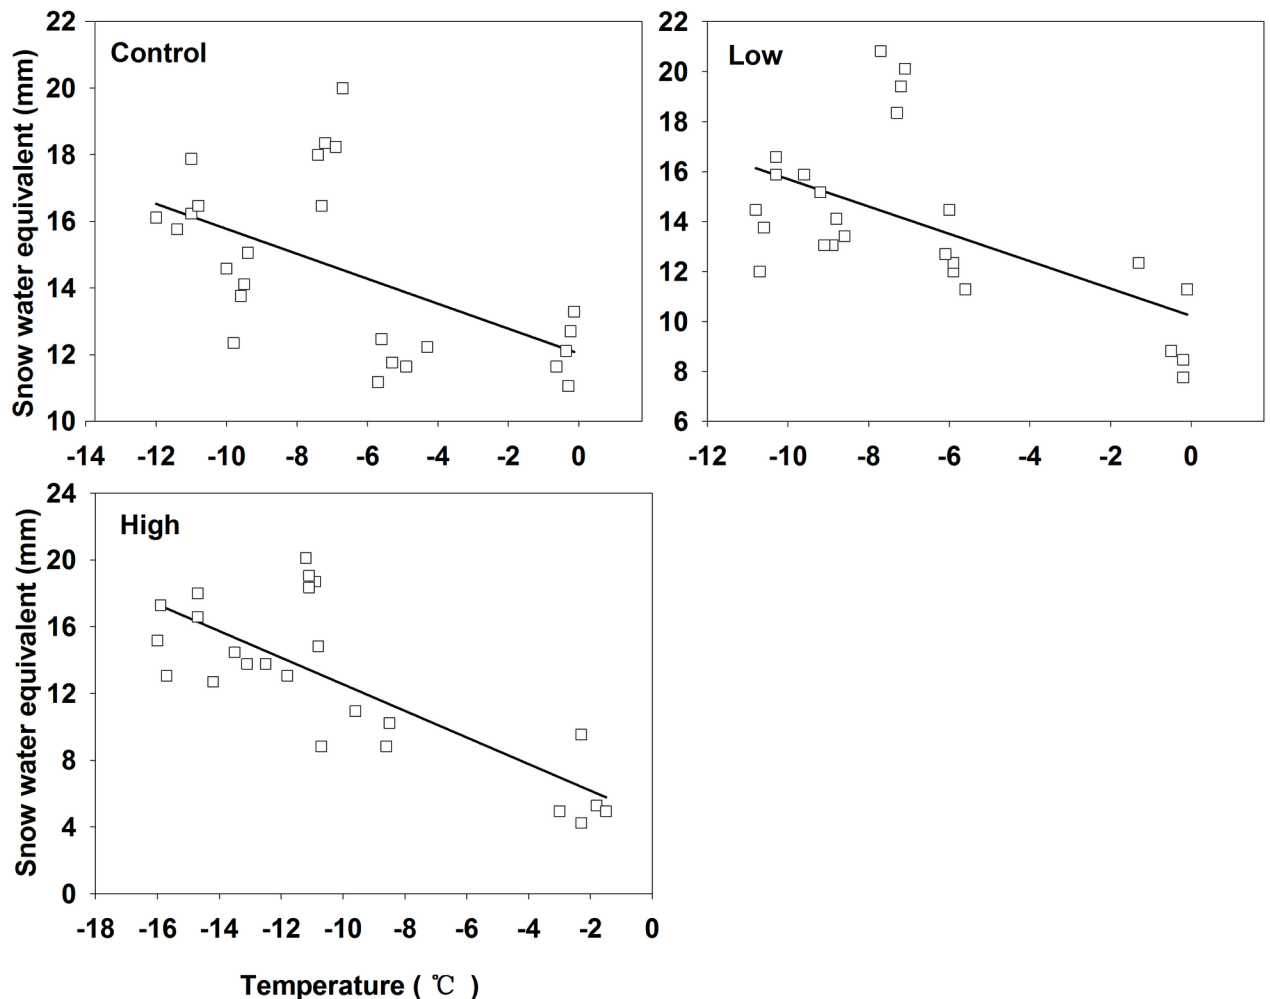 Control
Snow water equivalent (mm)
22
20
18
16
14
12
10
-14 -12 -10 -8 -6 -4 -2 0
Low
22
20
18
16
14
12
10
8
6
-12 -10 -8 -6 -4 -2 0
High
Snow water equivalent (mm)
24
20
16
12
8
4
0
-18 -16 -14 -12 -10 -8 -6 -4 -2 0
Temperature ( ℃ )